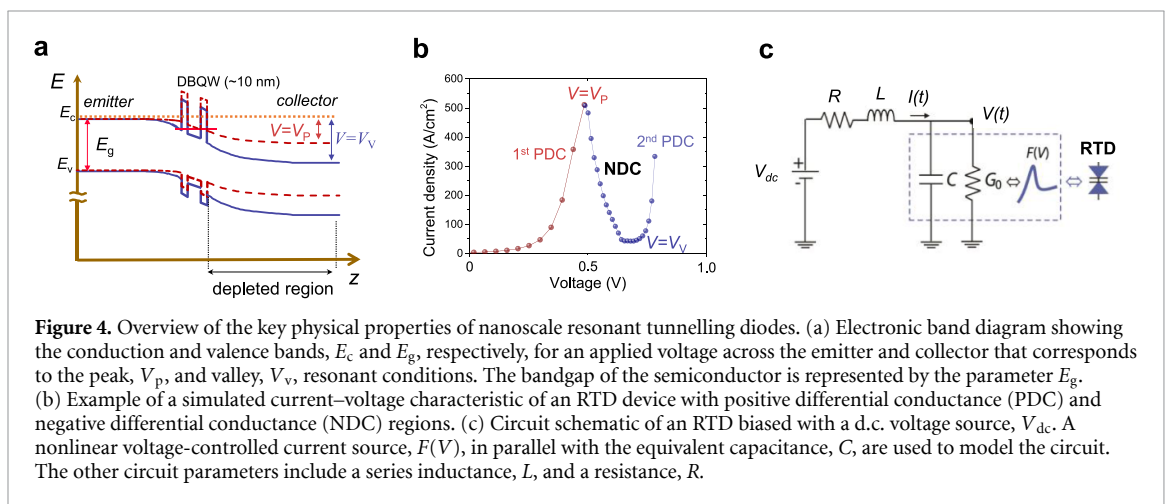 a
E
DBQW (~10 nm)
emitter
collector
Ec
V=VP
V=VV
Eg
Ev
depleted region
z
b
600
500
400
300
200
100
0
Current density (A/cm²)
V=VP
1st PDC
2nd PDC
NDC
V=VV
0
0.5
1.0
Voltage (V)
c
R
L
I(t)
V(t)
Vdc
+
-
C
G0
⇔
F(V)
⇔
RTD
Figure 4. Overview of the key physical properties of nanoscale resonant tunnelling diodes. (a) Electronic band diagram showing
the conduction and valence bands, Ec and Eg, respectively, for an applied voltage across the emitter and collector that corresponds
to the peak, Vp, and valley, Vv, resonant conditions. The bandgap of the semiconductor is represented by the parameter Eg.
(b) Example of a simulated current–voltage characteristic of an RTD device with positive differential conductance (PDC) and
negative differential conductance (NDC) regions. (c) Circuit schematic of an RTD biased with a d.c. voltage source, Vdc. A
nonlinear voltage-controlled current source, F(V), in parallel with the equivalent capacitance, C, are used to model the circuit.
The other circuit parameters include a series inductance, L, and a resistance, R.